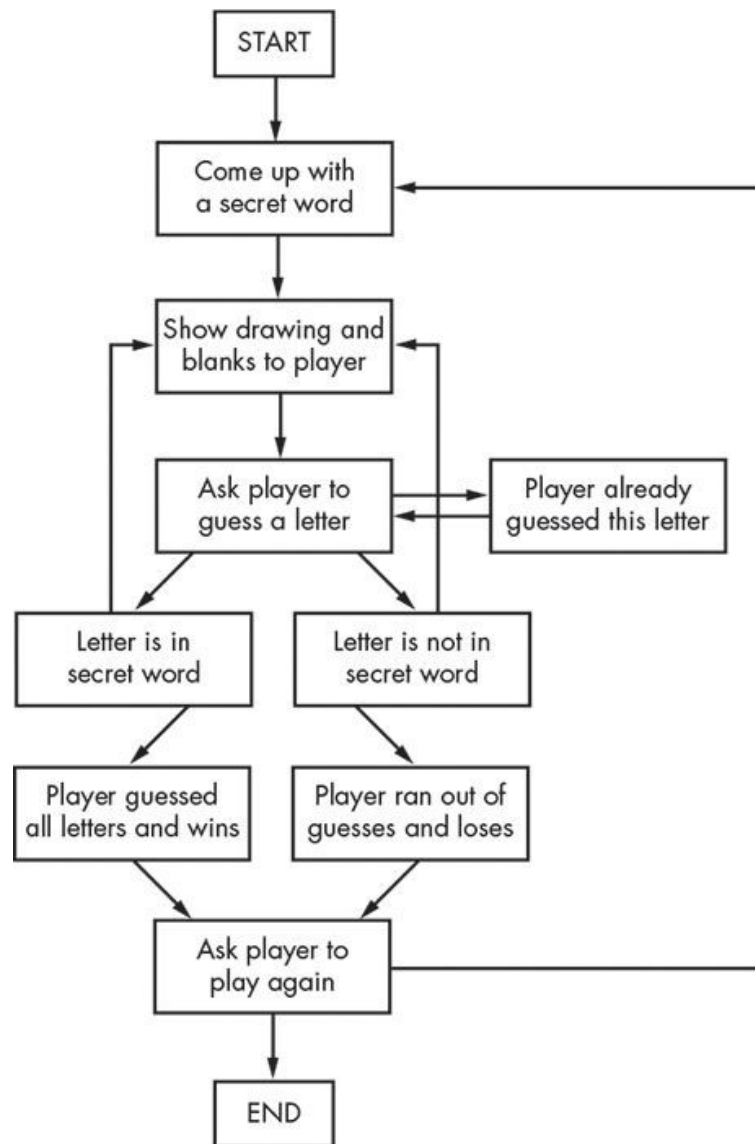 START
Come up with
a secret word
Show drawing and
blanks to player
Ask player to
guess a letter
Player already
guessed this letter
Letter is in
secret word
Letter is not in
secret word
Player guessed
all letters and wins
Player ran out of
guesses and loses
Ask player to
play again
END